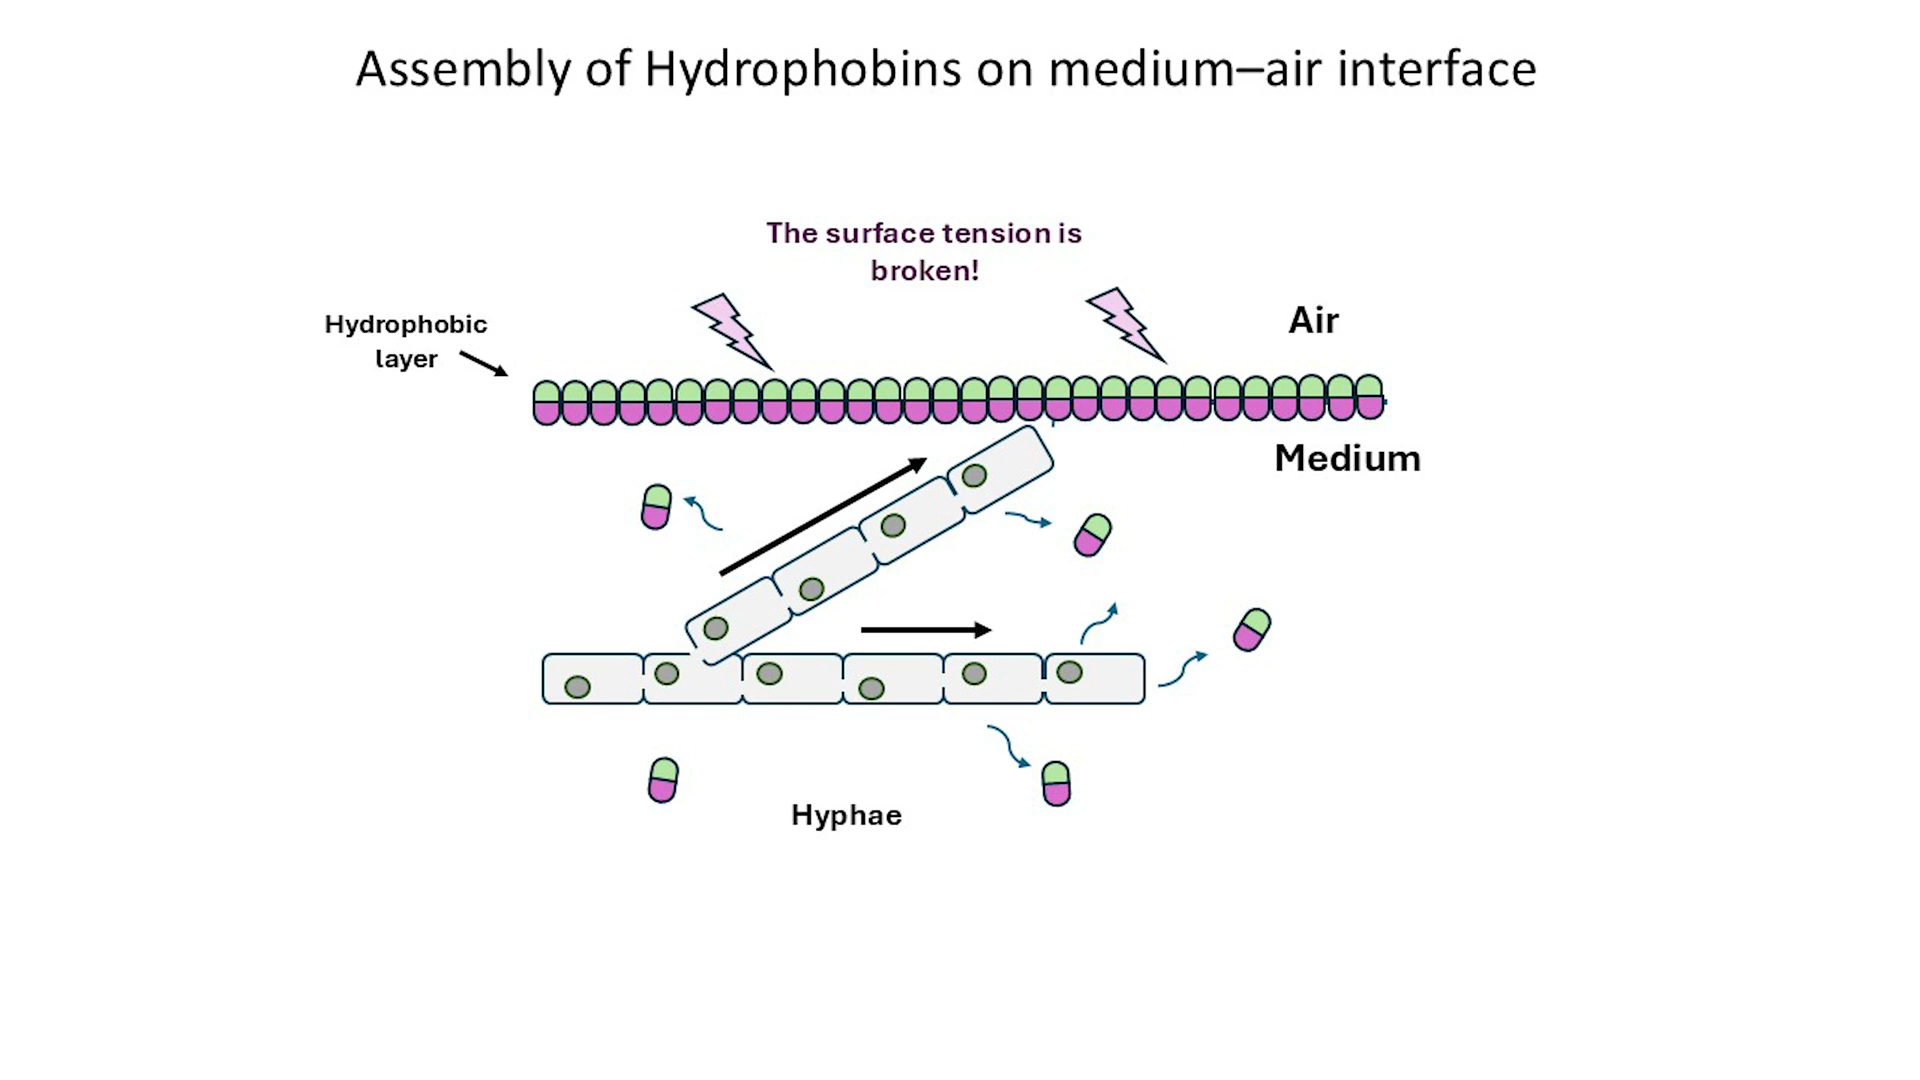 Assembly of Hydrophobins on medium–air interface
The surface tension is
broken!
Hydrophobic
layer
Air
Medium
Hyphae